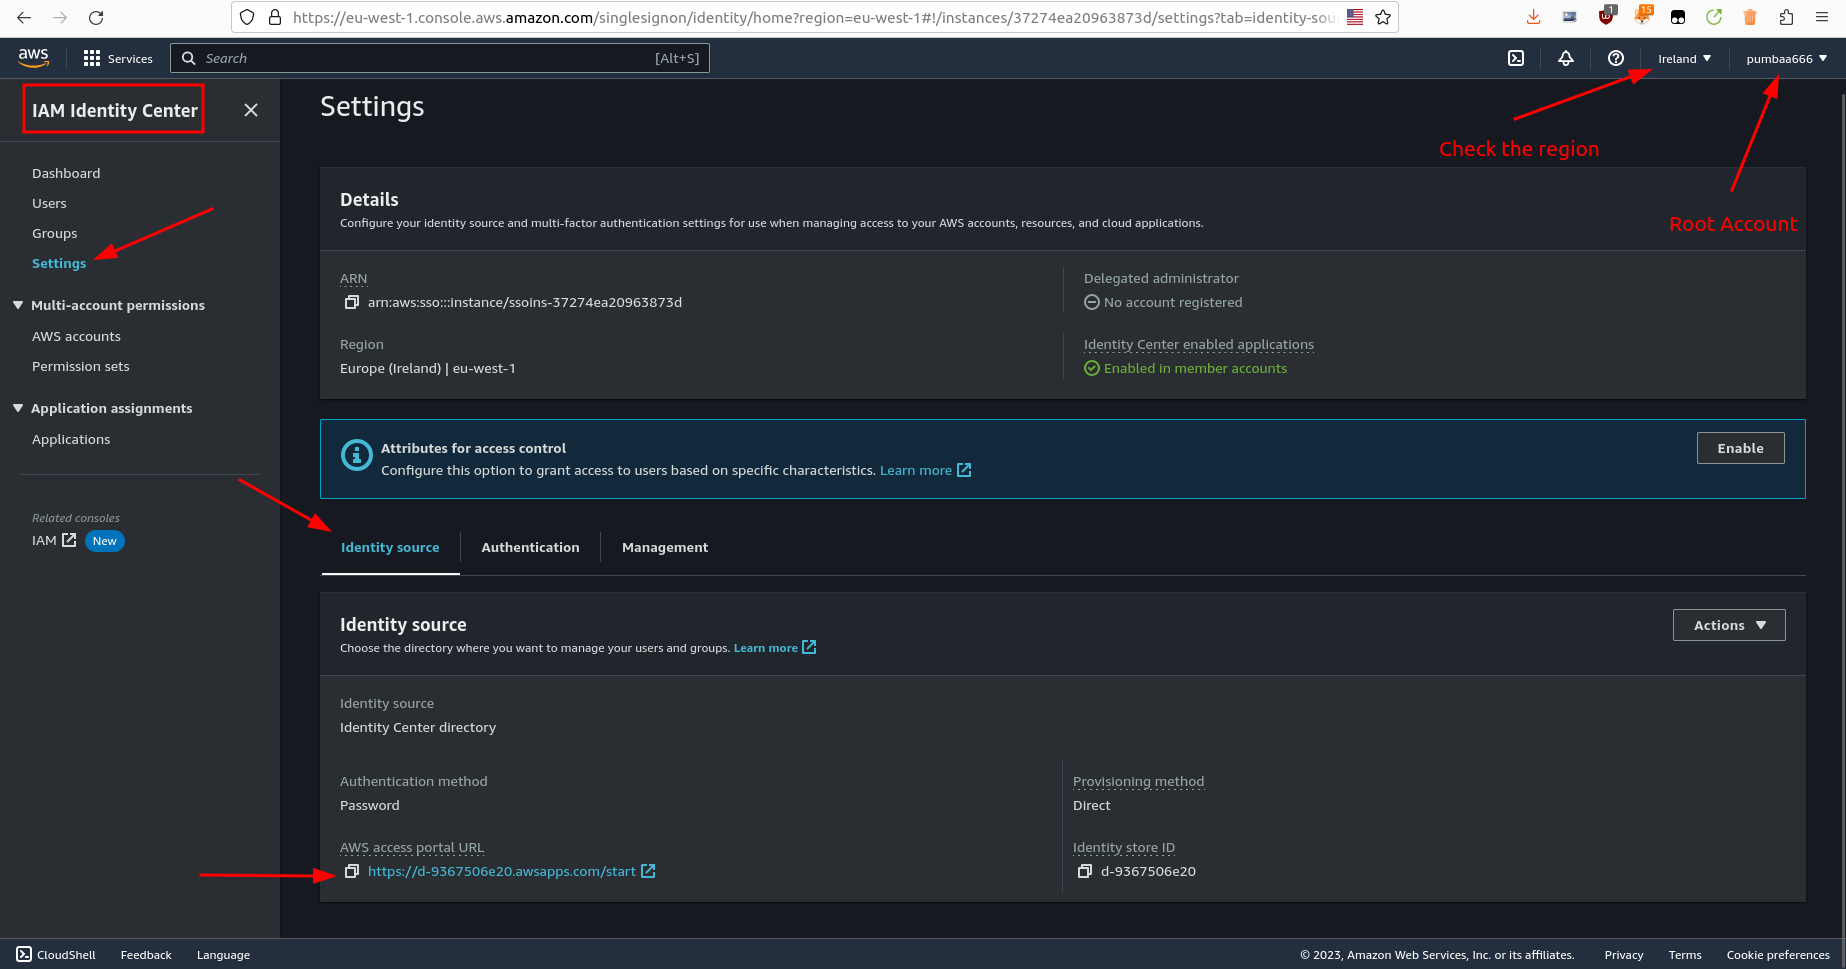 https://eu-west-1.console.aws.amazon.com/singlesignon/identity/home?region=eu-west-1#!/instances/37274ea20963873d/settings?tab=identity-sou
1
15
aws
Services
Search
[Alt+S]
Ireland
pumbaa666
IAM Identity Center
Settings
Check the region
Root Account
Dashboard
Users
Groups
Settings
Multi-account permissions
AWS accounts
Permission sets
Application assignments
Applications
Related consoles
IAM
New
Details
Configure your identity source and multi-factor authentication settings for use when managing access to your AWS accounts, resources, and cloud applications.
ARN
arn:aws:sso:::instance/ssoins-37274ea20963873d
Delegated administrator
No account registered
Region
Europe (Ireland) | eu-west-1
Identity Center enabled applications
Enabled in member accounts
Attributes for access control
Configure this option to grant access to users based on specific characteristics. Learn more
Enable
Identity source
Authentication
Management
Identity source
Choose the directory where you want to manage your users and groups. Learn more
Actions
Identity source
Identity Center directory
Authentication method
Password
Provisioning method
Direct
AWS access portal URL
https://d-9367506e20.awsapps.com/start
Identity store ID
d-9367506e20
CloudShell
Feedback
Language
© 2023, Amazon Web Services, Inc. or its affiliates.
Privacy
Terms
Cookie preferences